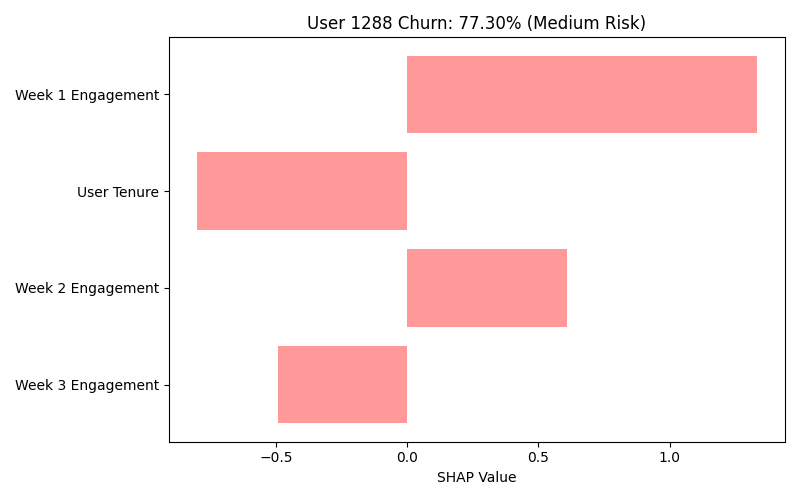 User 1288 Churn: 77.30% (Medium Risk)
Week 1 Engagement
User Tenure
Week 2 Engagement
Week 3 Engagement
−0.5 0.0 0.5 1.0
SHAP Value